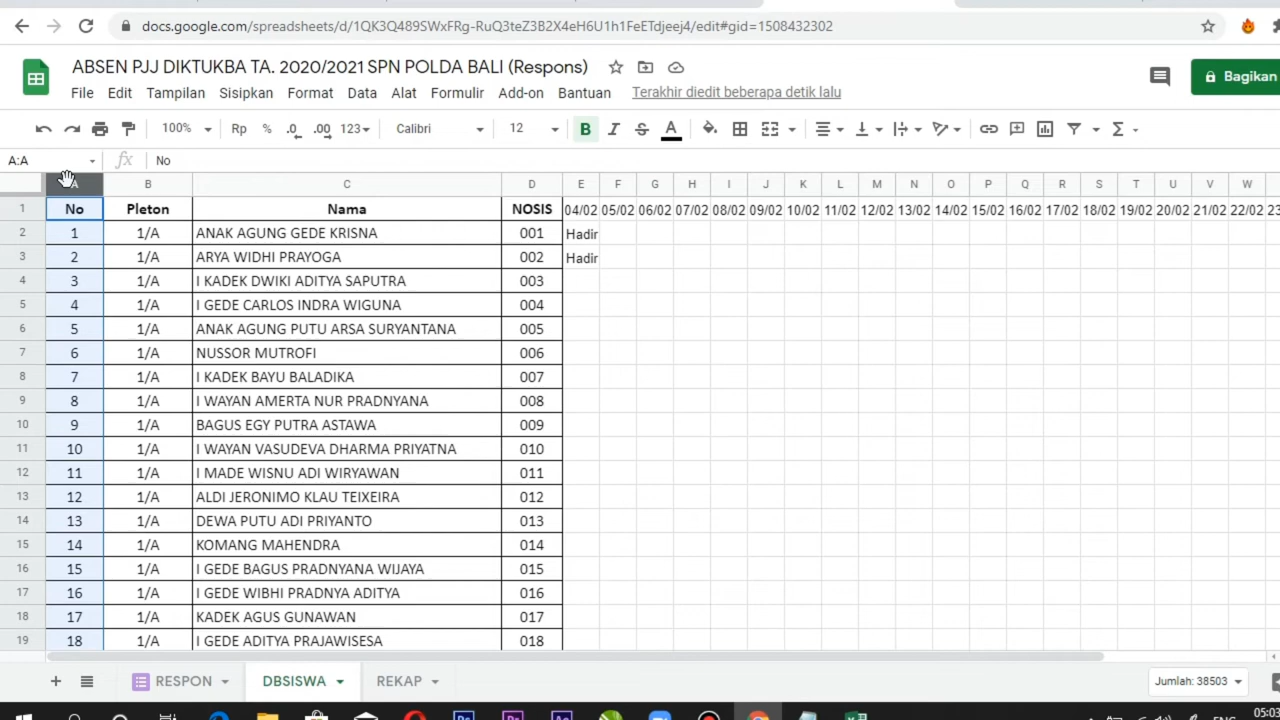 docs.google.com/spreadsheets/d/1QK3Q489SWxFRg-RuQ3teZ3B2X4eH6U1h1FeETdjeej4/edit#gid=1508432302
ABSEN PJJ DIKTUKBA TA. 2020/2021 SPN POLDA BALI (Respons)
Bagikan
File Edit Tampilan Sisipkan Format Data Alat Formulir Add-on Bantuan Terakhir diedit beberapa detik lalu
100% Rp % .0 .00 123 Calibri 12 B I S A
A:A fx No
A B C D E F G H I J K L M N O P Q R S T U V W
1 No Pleton Nama NOSIS 04/02 05/02 06/02 07/02 08/02 09/02 10/02 11/02 12/02 13/02 14/02 15/02 16/02 17/02 18/02 19/02 20/02 21/02 22/02 23
2 1 1/A ANAK AGUNG GEDE KRISNA 001 Hadir
3 2 1/A ARYA WIDHI PRAYOGA 002 Hadir
4 3 1/A I KADEK DWIKI ADITYA SAPUTRA 003
5 4 1/A I GEDE CARLOS INDRA WIGUNA 004
6 5 1/A ANAK AGUNG PUTU ARSA SURYANTANA 005
7 6 1/A NUSSOR MUTROFI 006
8 7 1/A I KADEK BAYU BALADIKA 007
9 8 1/A I WAYAN AMERTA NUR PRADNYANA 008
10 9 1/A BAGUS EGY PUTRA ASTAWA 009
11 10 1/A I WAYAN VASUDEVA DHARMA PRIYATNA 010
12 11 1/A I MADE WISNU ADI WIRYAWAN 011
13 12 1/A ALDI JERONIMO KLAU TEIXEIRA 012
14 13 1/A DEWA PUTU ADI PRIYANTO 013
15 14 1/A KOMANG MAHENDRA 014
16 15 1/A I GEDE BAGUS PRADNYANA WIJAYA 015
17 16 1/A I GEDE WIBHI PRADNYA ADITYA 016
18 17 1/A KADEK AGUS GUNAWAN 017
19 18 1/A I GEDE ADITYA PRAJAWISESA 018
RESPON DBSISWA REKAP Jumlah: 38503
Ps Pr Ae ENG 05:03